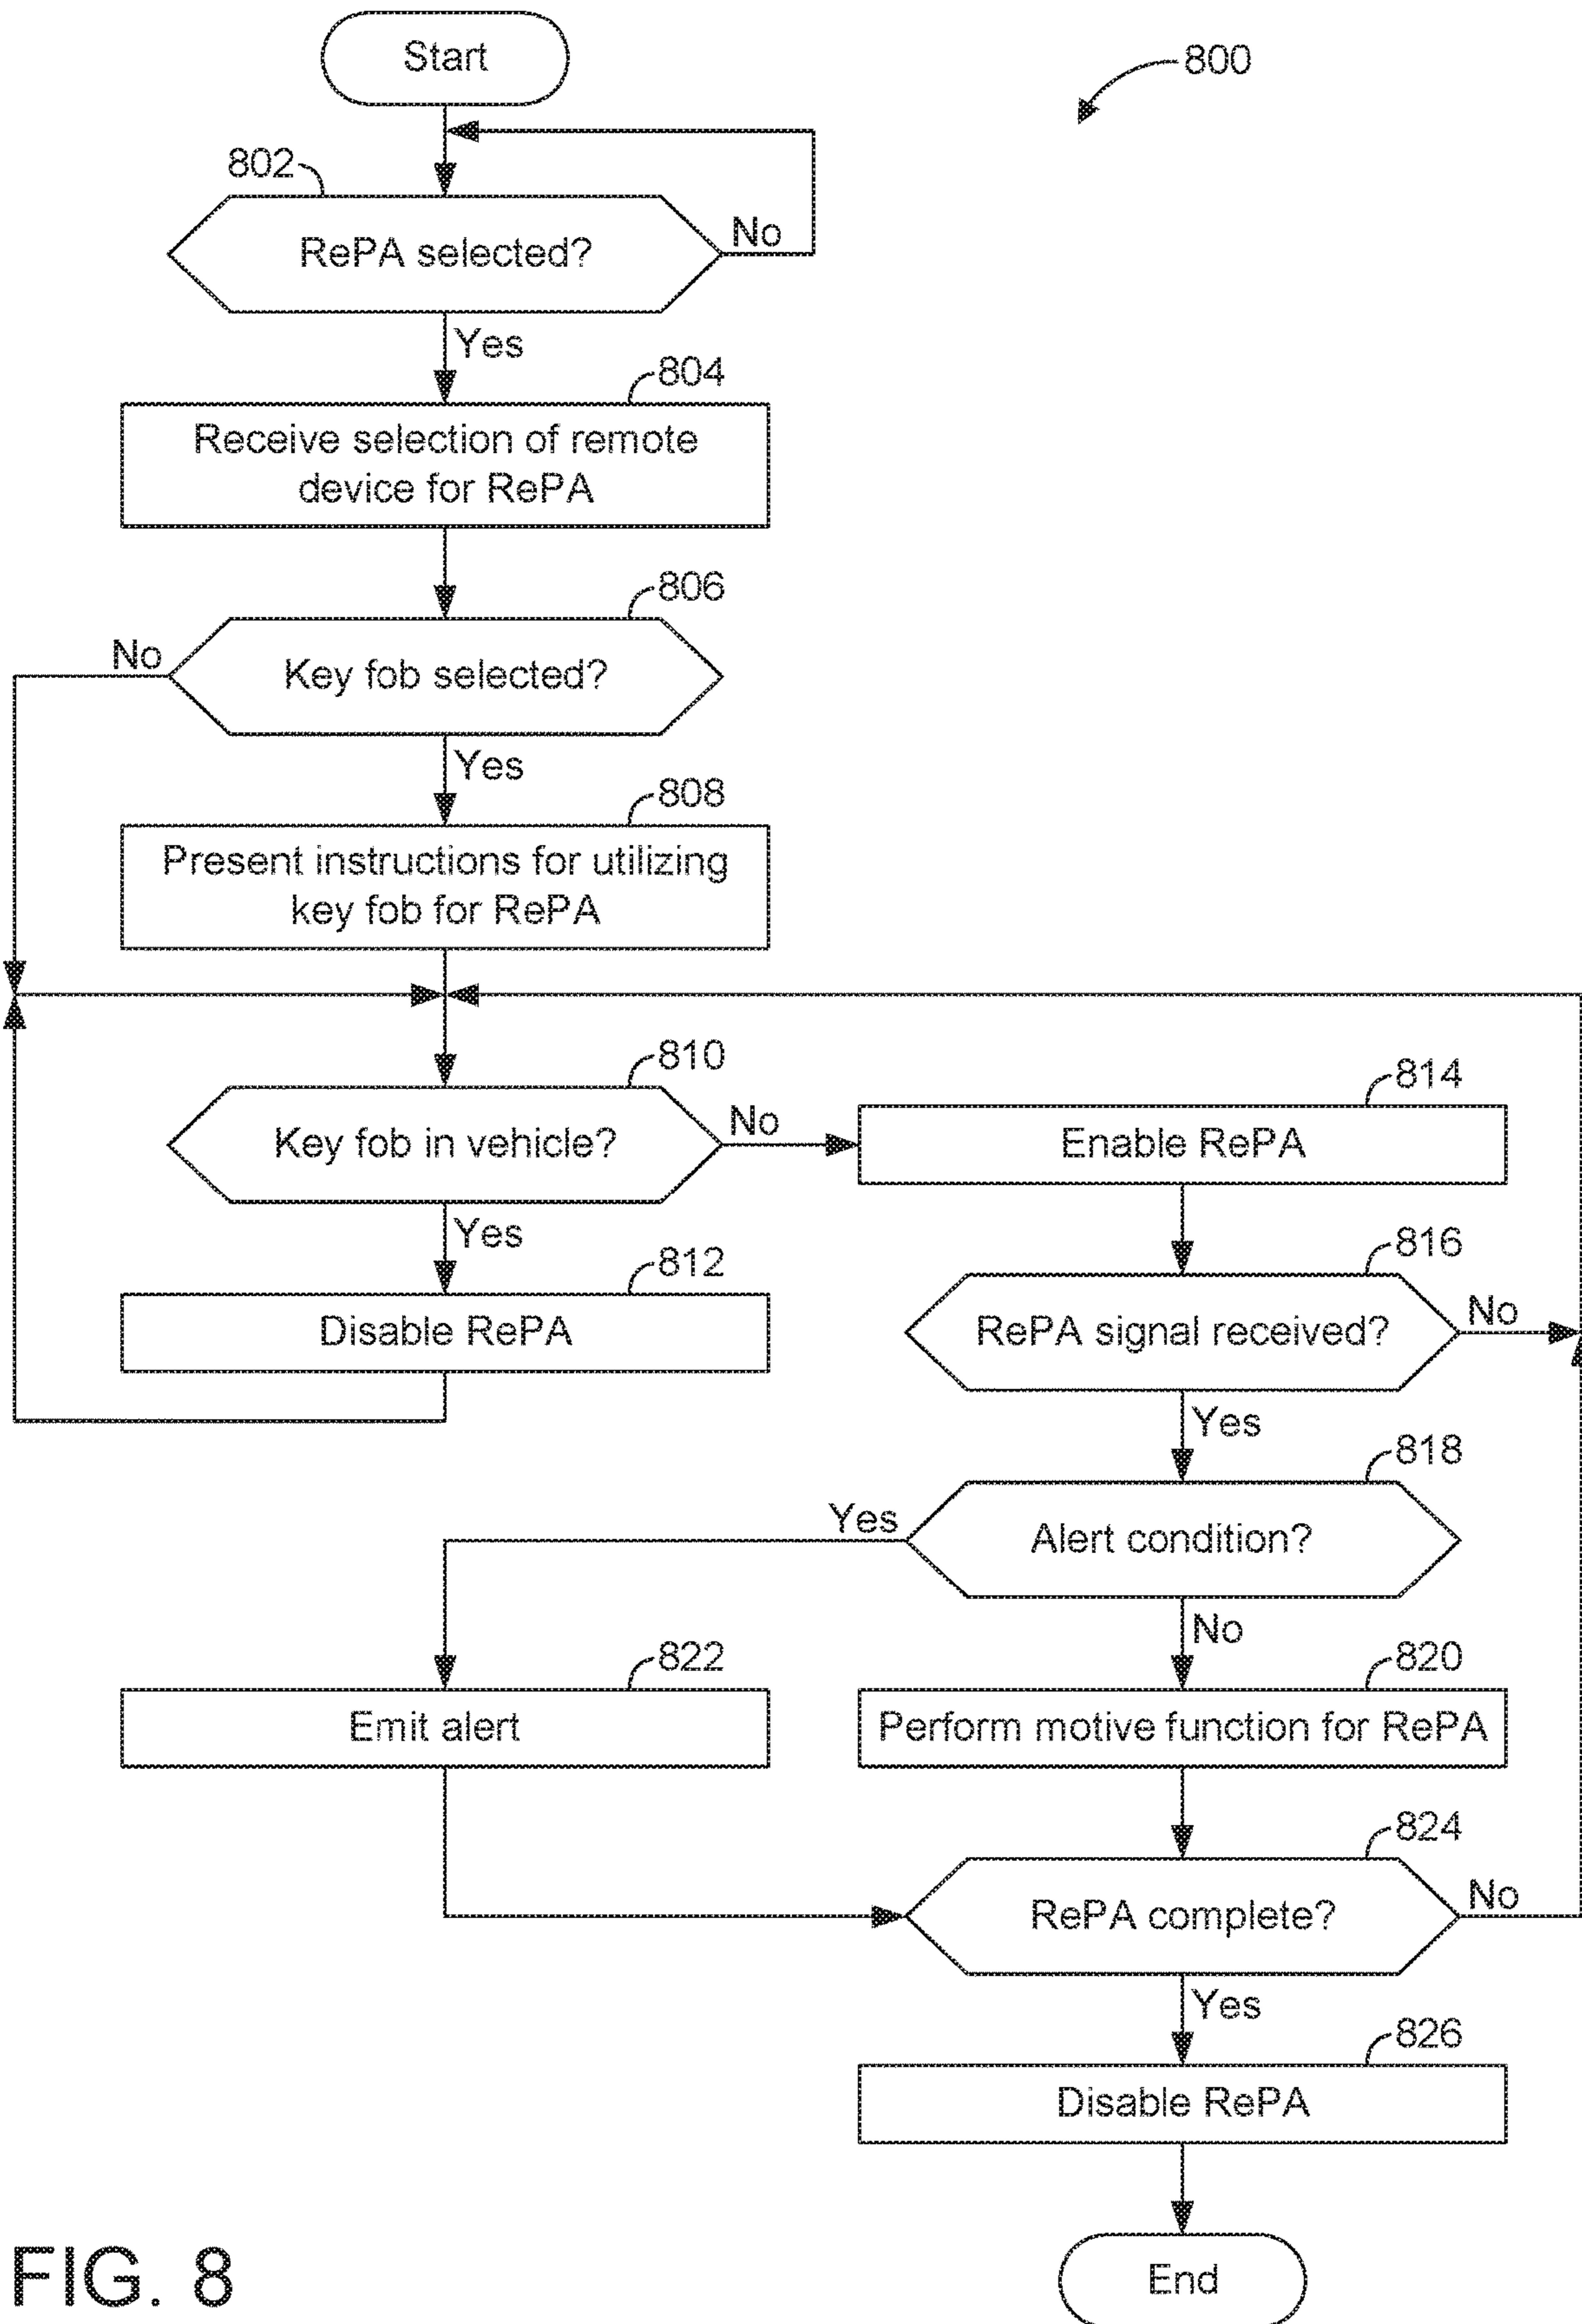 Start
800
802
RePA selected?
No
Yes
804
Receive selection of remote
device for RePA
806
No
Key fob selected?
Yes
808
Present instructions for utilizing
key fob for RePA
810
Key fob in vehicle?
No
814
Enable RePA
Yes
812
Disable RePA
816
RePA signal received?
No
Yes
818
Yes
Alert condition?
No
822
Emit alert
820
Perform motive function for RePA
824
RePA complete?
No
Yes
826
Disable RePA
End
FIG. 8